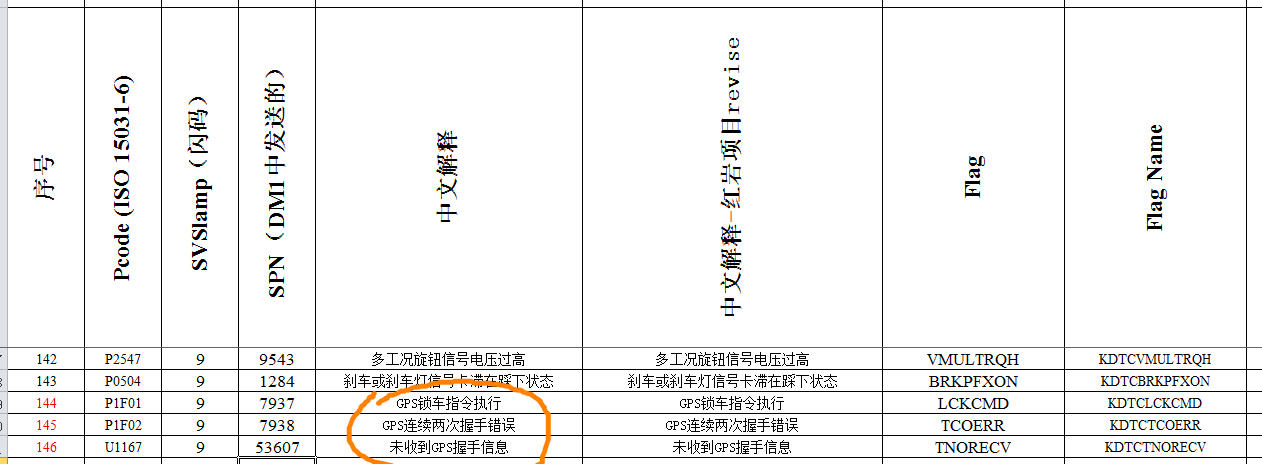 序号 Pcode (ISO 15031-6) SVSlamp（闪码） SPN（DM1中发送的） 中文解释 中文解释-红岩项目revise Flag Flag Name
142 P2547 9 9543 多工况旋钮信号电压过高 多工况旋钮信号电压过高 VMULTRQH KDTCVMULTRQH
143 P0504 9 1284 刹车或刹车灯信号卡滞在踩下状态 刹车或刹车灯信号卡滞在踩下状态 BRKPFXON KDTCBRKPFXON
144 P1F01 9 7937 GPS锁车指令执行 GPS锁车指令执行 LCKCMD KDTCLCKCMD
145 P1F02 9 7938 GPS连续两次握手错误 GPS连续两次握手错误 TCOERR KDTCTCOERR
146 U1167 9 53607 未收到GPS握手信息 未收到GPS握手信息 TNORECV KDTCTNORECV